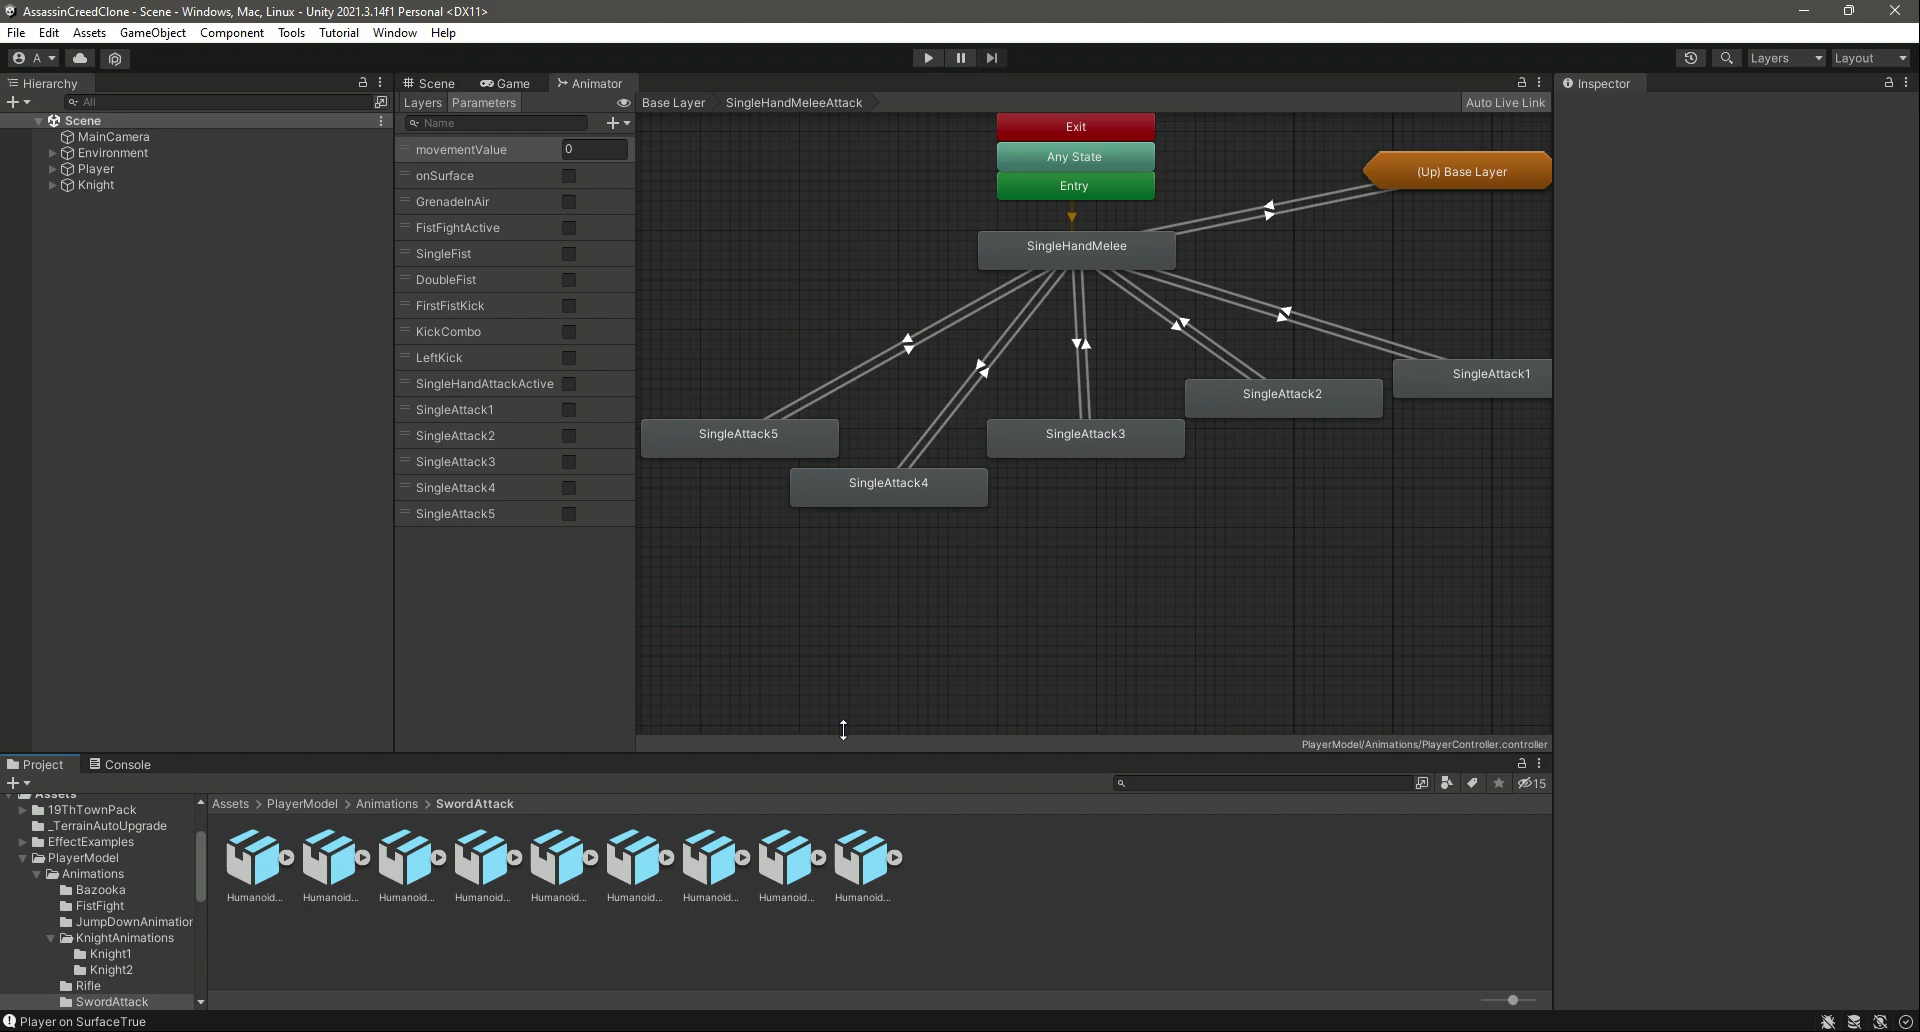 AssassinCreedClone - Scene - Windows, Mac, Linux - Unity 2021.3.14f1 Personal <DX11>
File Edit Assets GameObject Component Tools Tutorial Window Help
A Layers Layout
Hierarchy
All
Scene
MainCamera
Environment
Player
Knight
Scene Game Animator
Layers Parameters
Name
movementValue 0
onSurface
GrenadeInAir
FistFightActive
SingleFist
DoubleFist
FirstFistKick
KickCombo
LeftKick
SingleHandAttackActive
SingleAttack1
SingleAttack2
SingleAttack3
SingleAttack4
SingleAttack5
Base Layer SingleHandMeleeAttack Auto Live Link
Exit
Any State
Entry
(Up) Base Layer
SingleHandMelee
SingleAttack1
SingleAttack2
SingleAttack5
SingleAttack3
SingleAttack4
PlayerModel/Animations/PlayerController.controller
Inspector
Project Console
15
Assets
19ThTownPack
_TerrainAutoUpgrade
EffectExamples
PlayerModel
Animations
Bazooka
FistFight
JumpDownAnimation
KnightAnimations
Knight1
Knight2
Rifle
SwordAttack
Assets > PlayerModel > Animations > SwordAttack
Humanoid... Humanoid... Humanoid... Humanoid... Humanoid... Humanoid... Humanoid... Humanoid... Humanoid...
Player on SurfaceTrue